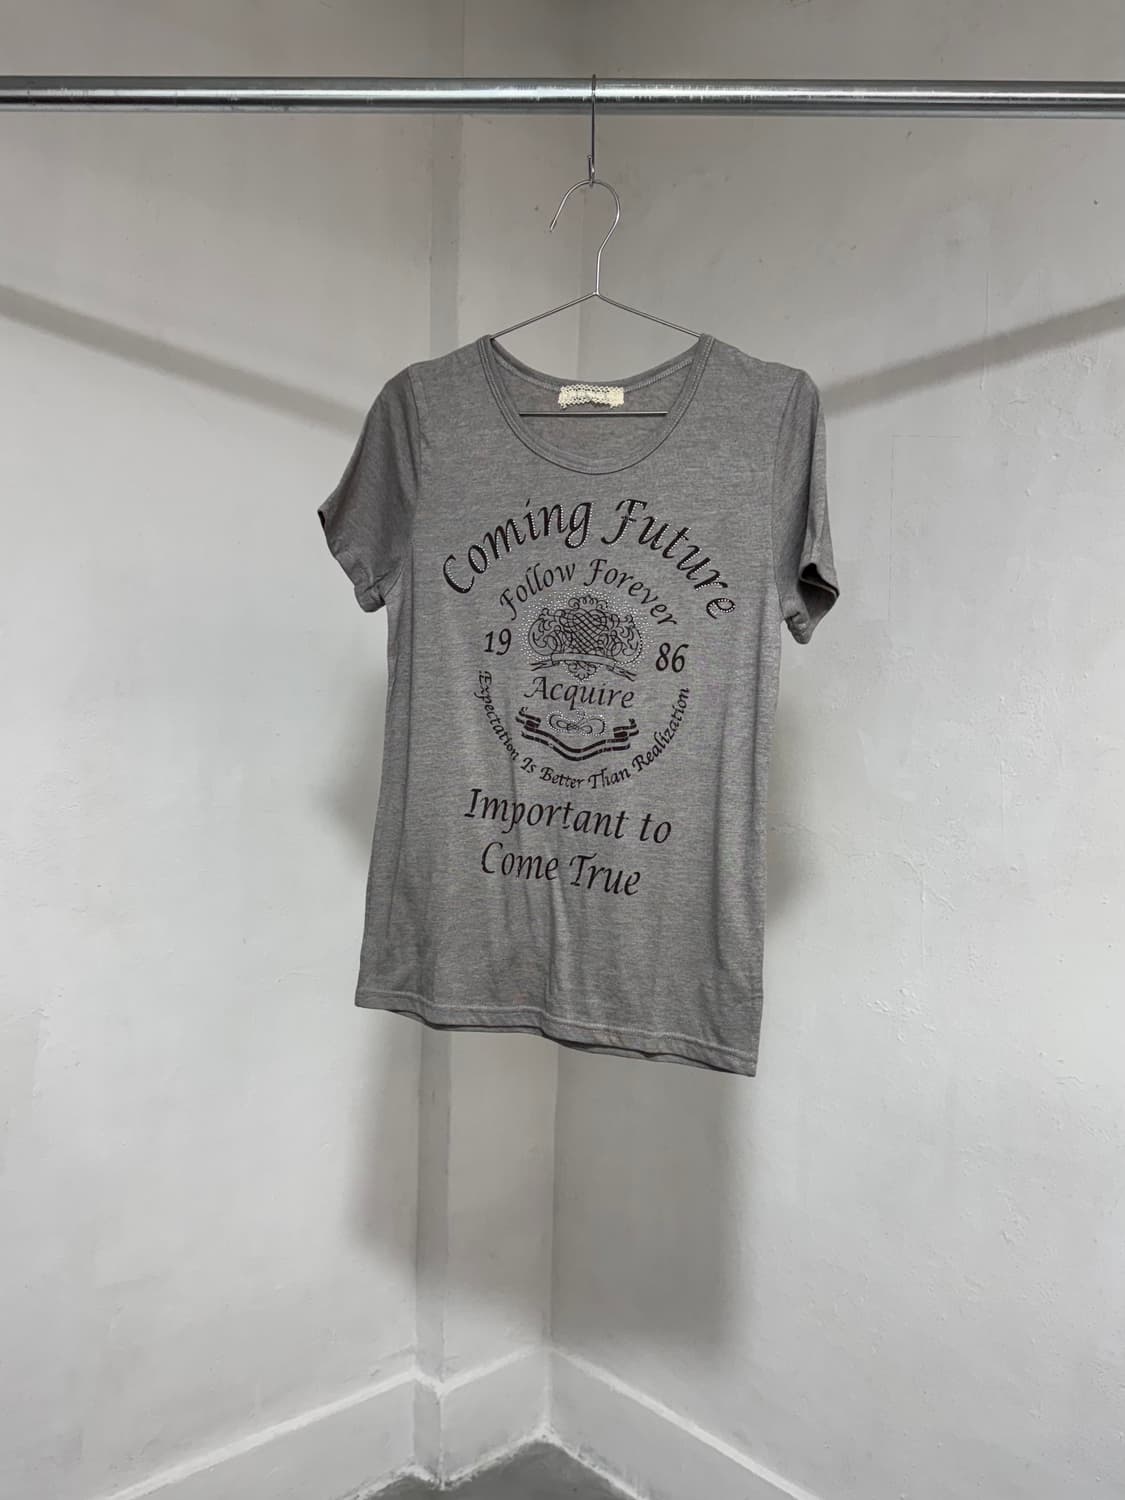 Coming Future
Follow Forever
19 86
Acquire
Expectation Is Better Than Realization
Important to
Come True